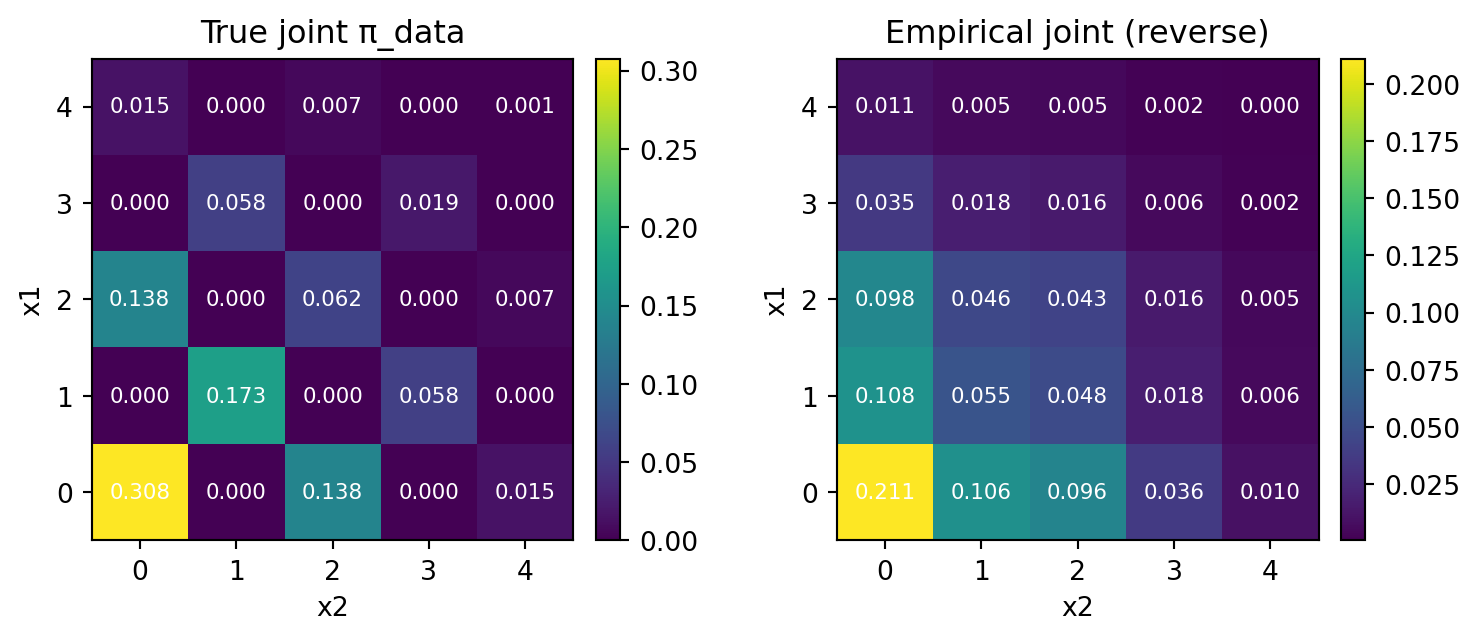 True joint π_data
x1
4 0.015 0.000 0.007 0.000 0.001
3 0.000 0.058 0.000 0.019 0.000
2 0.138 0.000 0.062 0.000 0.007
1 0.000 0.173 0.000 0.058 0.000
0 0.308 0.000 0.138 0.000 0.015
0 1 2 3 4
x2
0.30
0.25
0.20
0.15
0.10
0.05
0.00
Empirical joint (reverse)
x1
4 0.011 0.005 0.005 0.002 0.000
3 0.035 0.018 0.016 0.006 0.002
2 0.098 0.046 0.043 0.016 0.005
1 0.108 0.055 0.048 0.018 0.006
0 0.211 0.106 0.096 0.036 0.010
0 1 2 3 4
x2
0.200
0.175
0.150
0.125
0.100
0.075
0.050
0.025